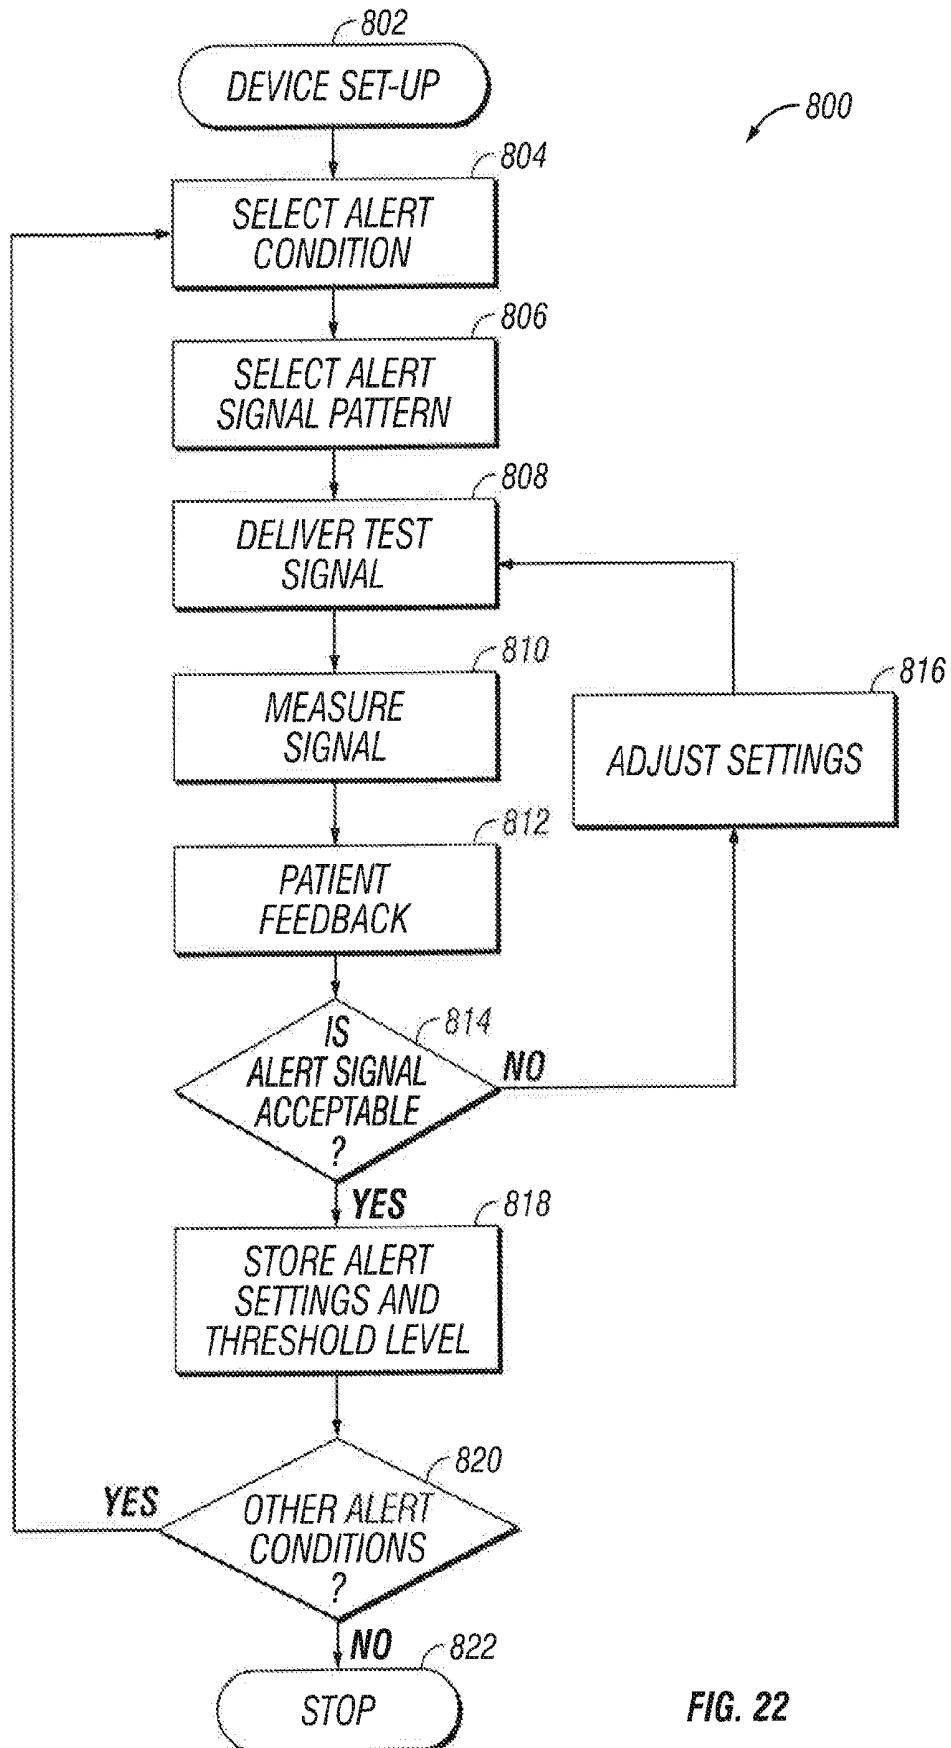 802
DEVICE SET-UP
800
804
SELECT ALERT
CONDITION
806
SELECT ALERT
SIGNAL PATTERN
808
DELIVER TEST
SIGNAL
810
MEASURE
SIGNAL
816
ADJUST SETTINGS
812
PATIENT
FEEDBACK
814
IS
ALERT SIGNAL
ACCEPTABLE
?
NO
YES
818
STORE ALERT
SETTINGS AND
THRESHOLD LEVEL
820
YES
OTHER ALERT
CONDITIONS
?
NO
822
STOP
FIG. 22